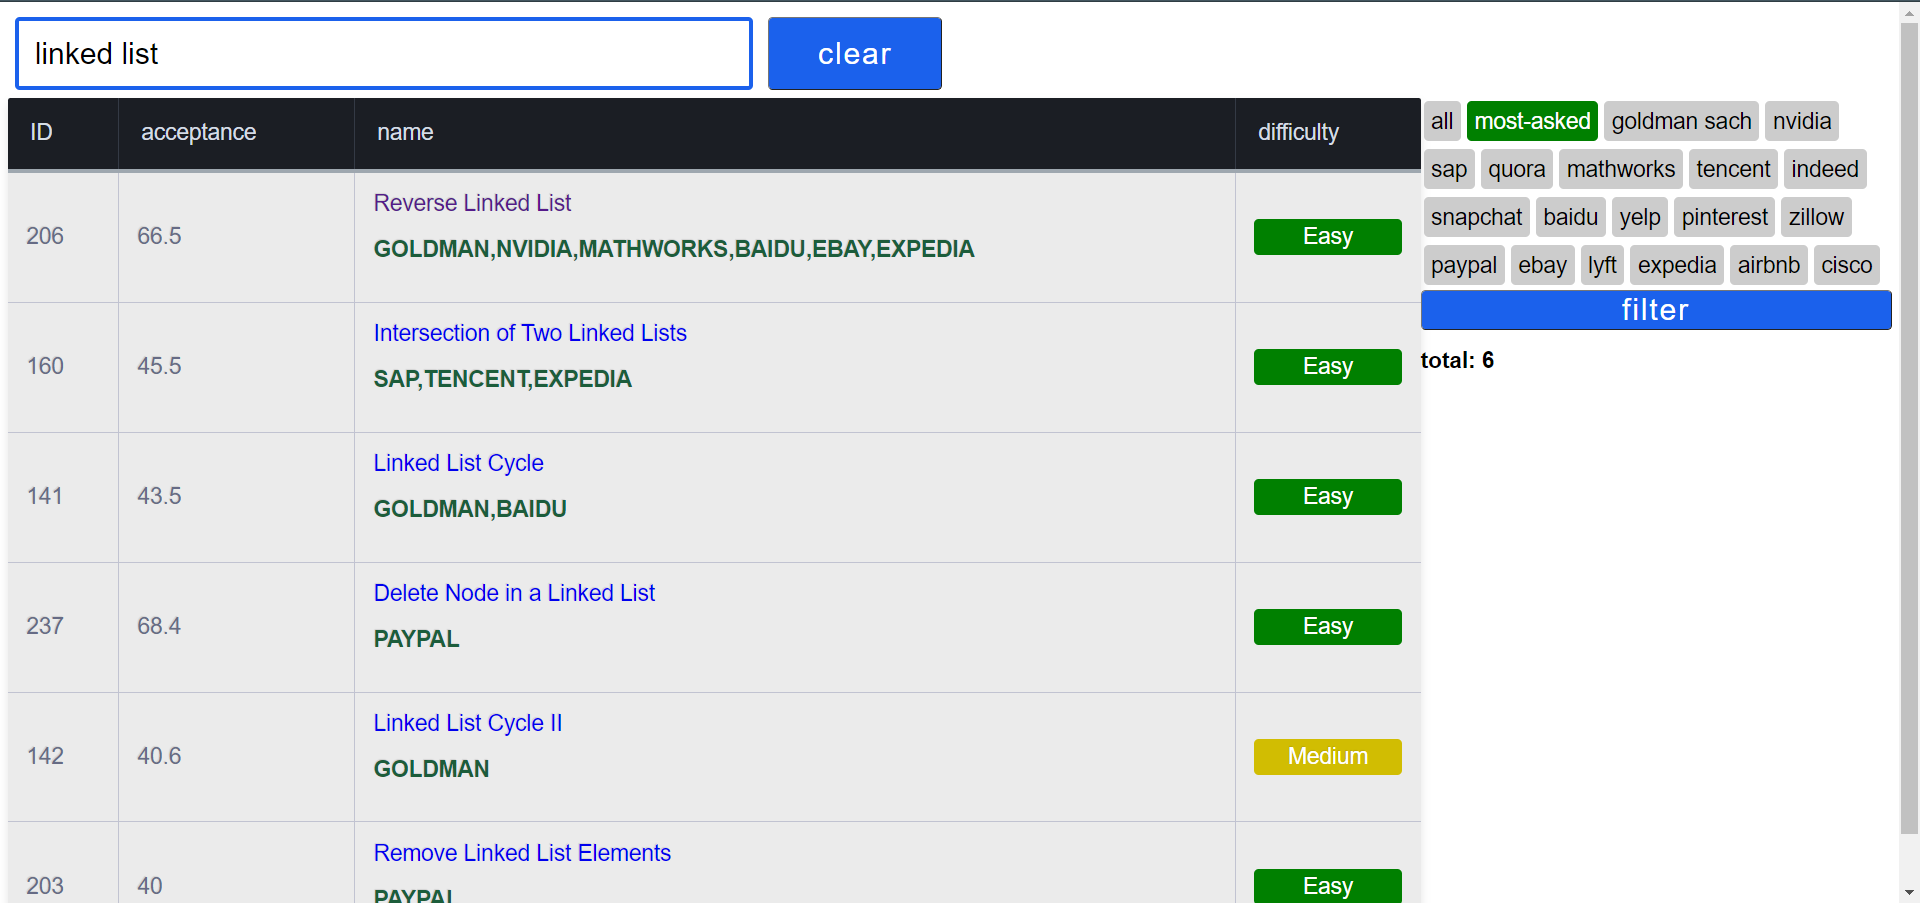 linked list clear
ID acceptance name difficulty
206 66.5 Reverse Linked List Easy
GOLDMAN,NVIDIA,MATHWORKS,BAIDU,EBAY,EXPEDIA
160 45.5 Intersection of Two Linked Lists Easy
SAP,TENCENT,EXPEDIA
141 43.5 Linked List Cycle Easy
GOLDMAN,BAIDU
237 68.4 Delete Node in a Linked List Easy
PAYPAL
142 40.6 Linked List Cycle II Medium
GOLDMAN
203 40 Remove Linked List Elements Easy
PAYPAL
all most-asked goldman sach nvidia
sap quora mathworks tencent indeed
snapchat baidu yelp pinterest zillow
paypal ebay lyft expedia airbnb cisco
filter
total: 6